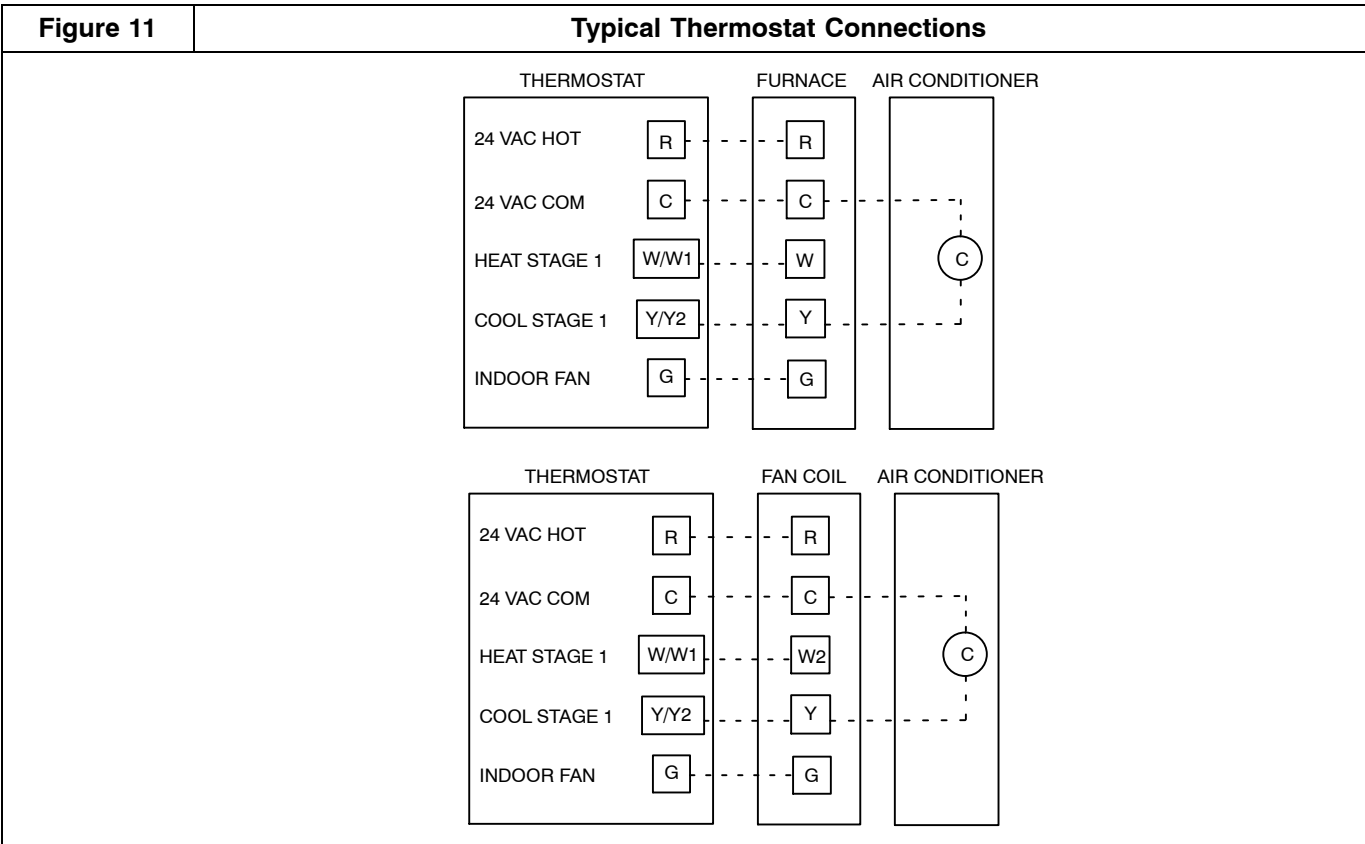 Figure 11 Typical Thermostat Connections
THERMOSTAT FURNACE AIR CONDITIONER
24 VAC HOT R R
24 VAC COM C C
HEAT STAGE 1 W/W1 W C
COOL STAGE 1 Y/Y2 Y
INDOOR FAN G G
THERMOSTAT FAN COIL AIR CONDITIONER
24 VAC HOT R R
24 VAC COM C C
HEAT STAGE 1 W/W1 W2 C
COOL STAGE 1 Y/Y2 Y
INDOOR FAN G G